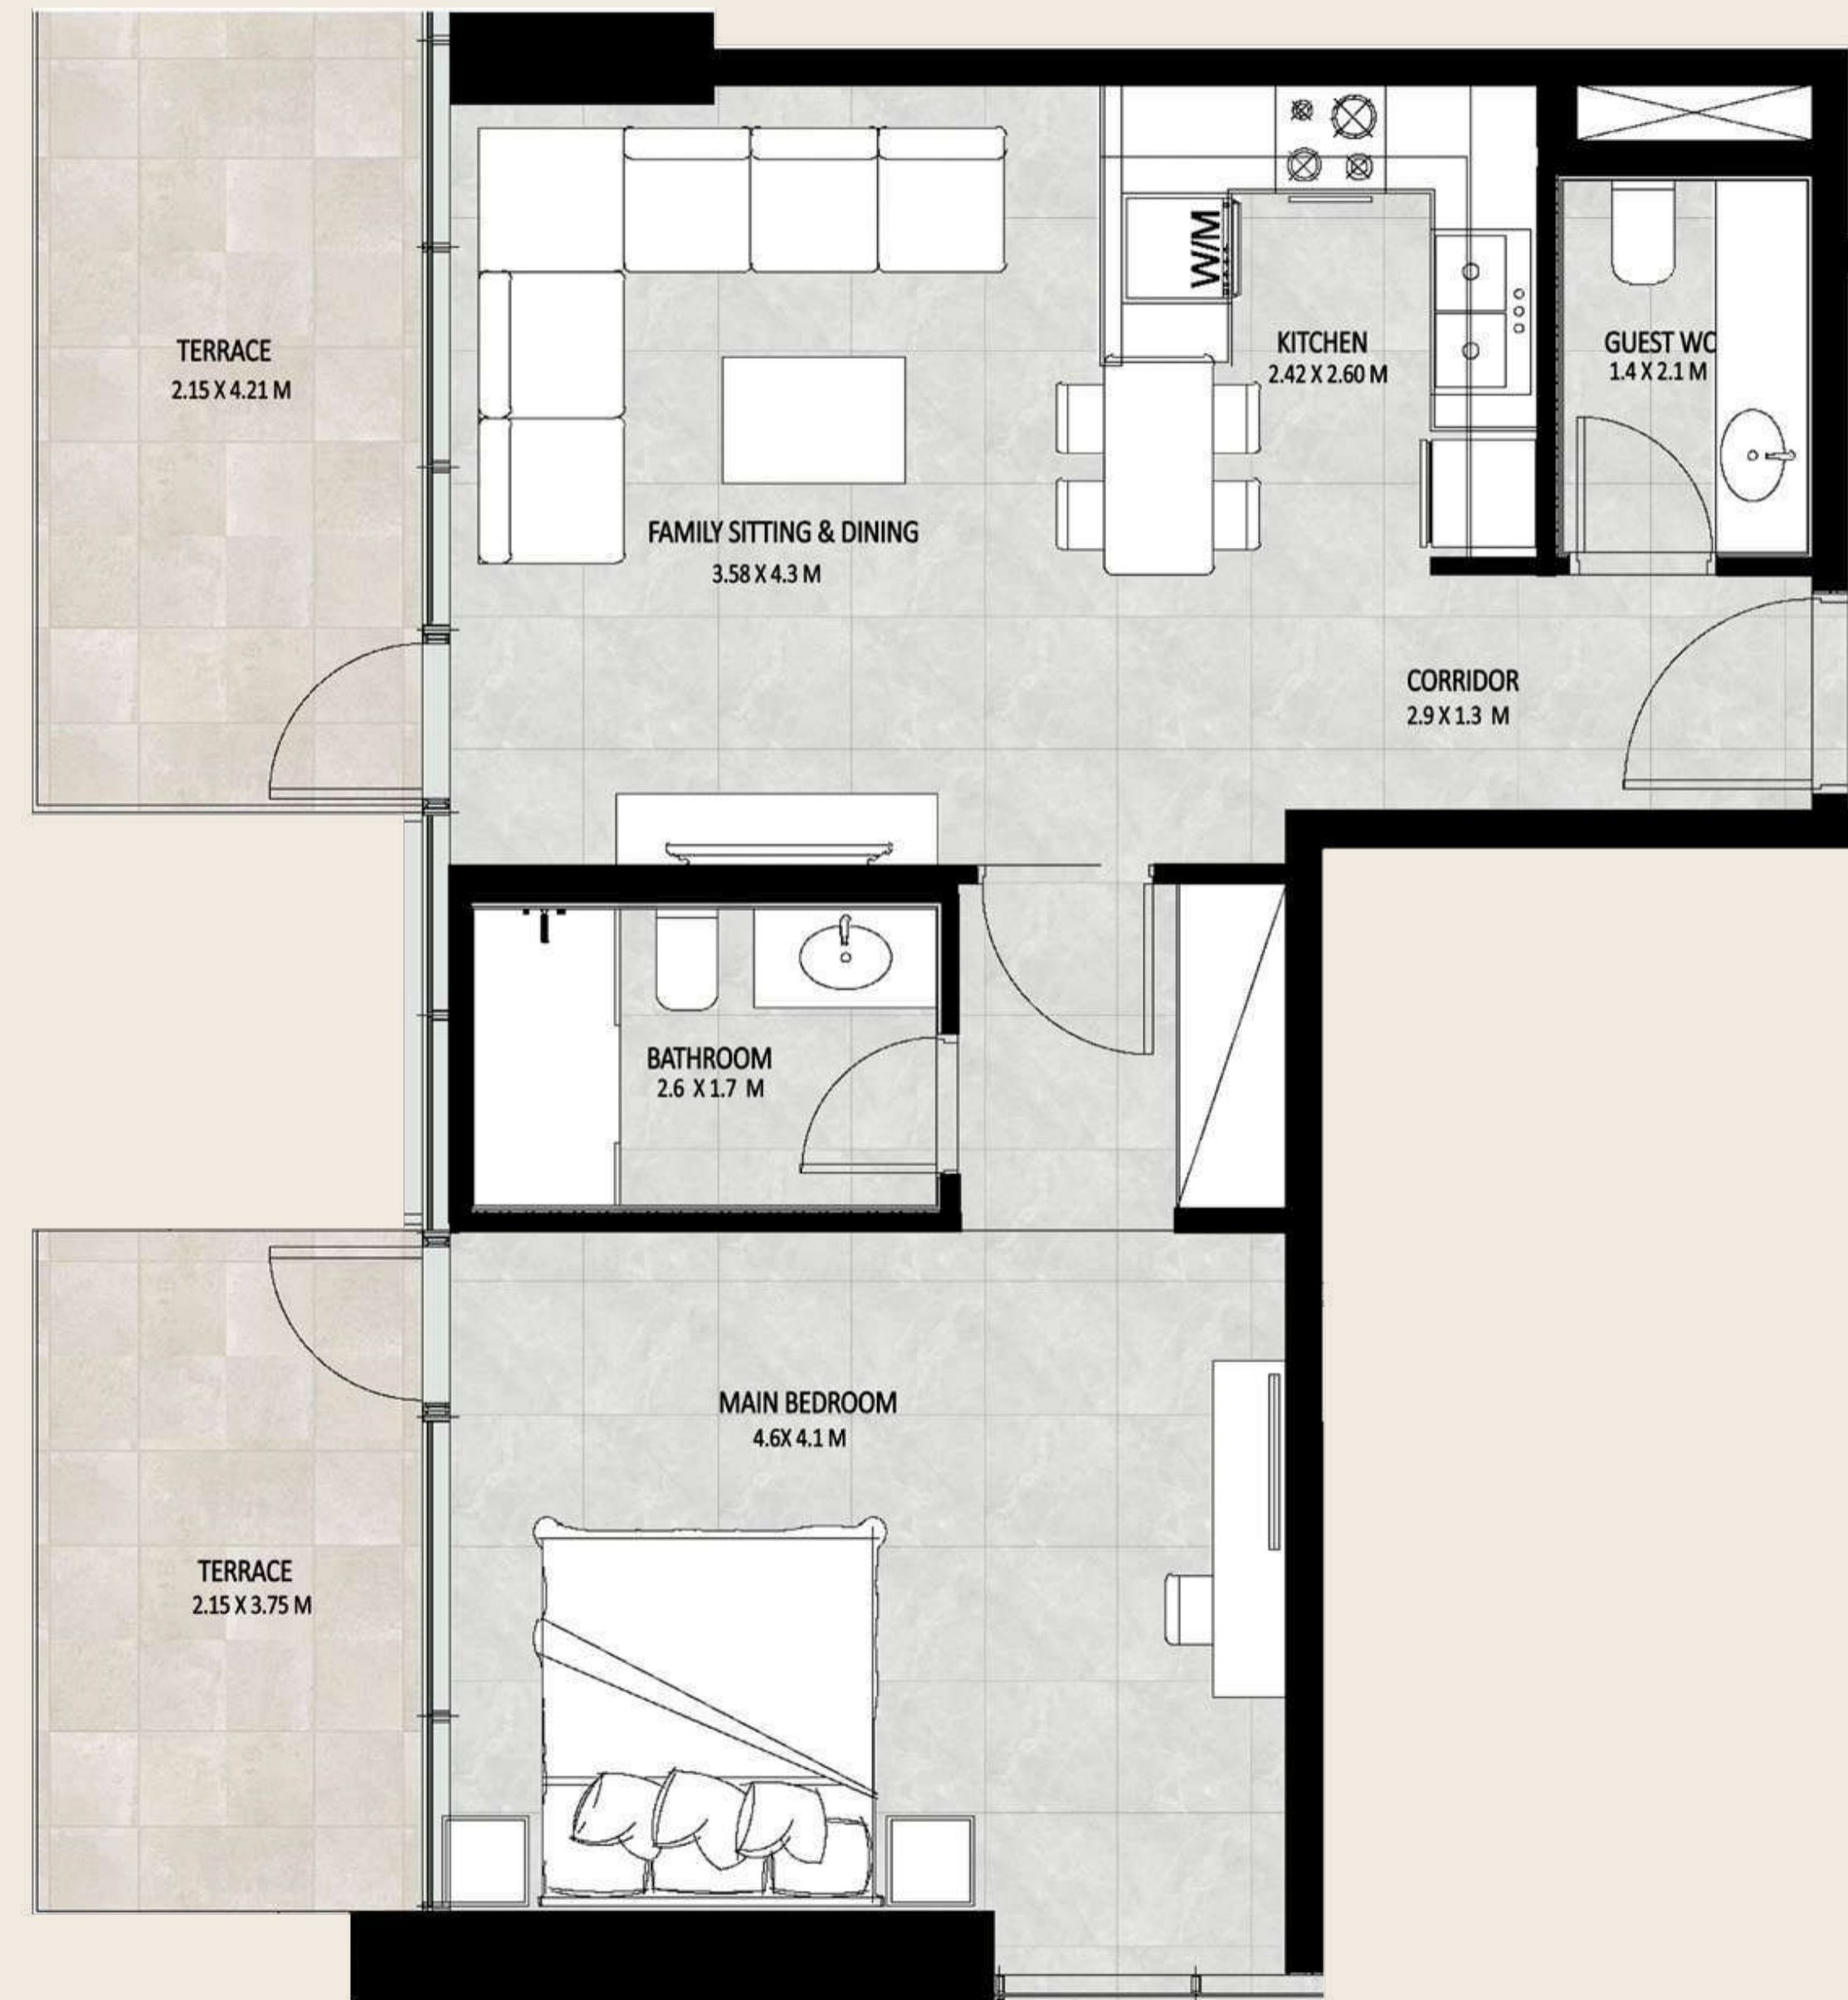 TERRACE
2.15 X 4.21 M
W/M
KITCHEN
2.42 X 2.60 M
GUEST WC
1.4 X 2.1 M
FAMILY SITTING & DINING
3.58 X 4.3 M
CORRIDOR
2.9 X 1.3 M
BATHROOM
2.6 X 1.7 M
MAIN BEDROOM
4.6X 4.1 M
TERRACE
2.15 X 3.75 M